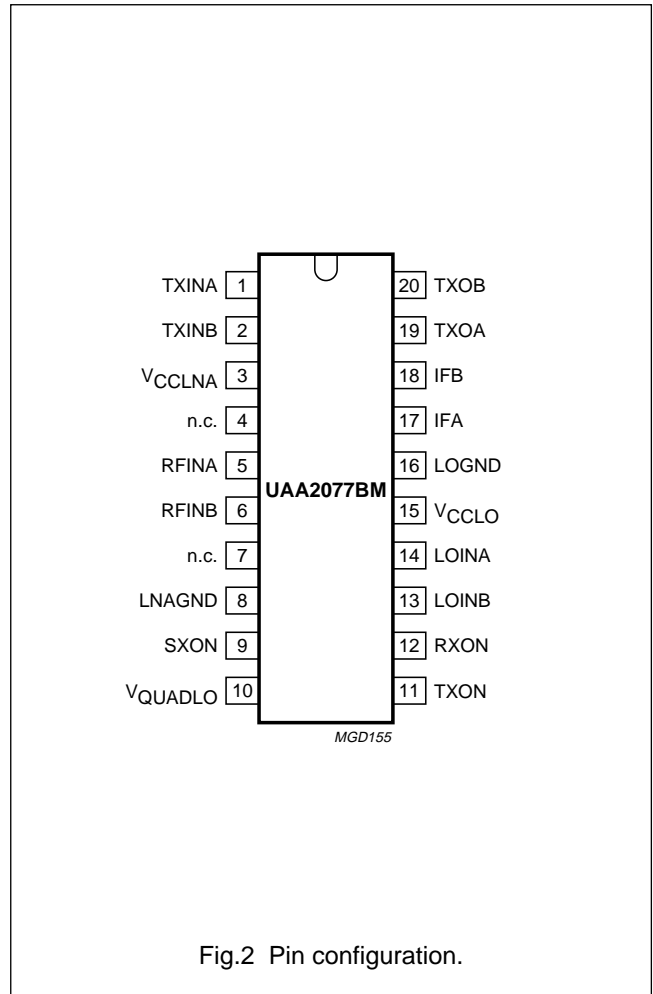 TXINA 1
TXINB 2
VCCLNA 3
n.c. 4
RFINA 5
RFINB 6
n.c. 7
LNAGND 8
SXON 9
VQUADLO 10
UAA2077BM
20 TXOB
19 TXOA
18 IFB
17 IFA
16 LOGND
15 VCCLO
14 LOINA
13 LOINB
12 RXON
11 TXON
MGD155
Fig.2 Pin configuration.